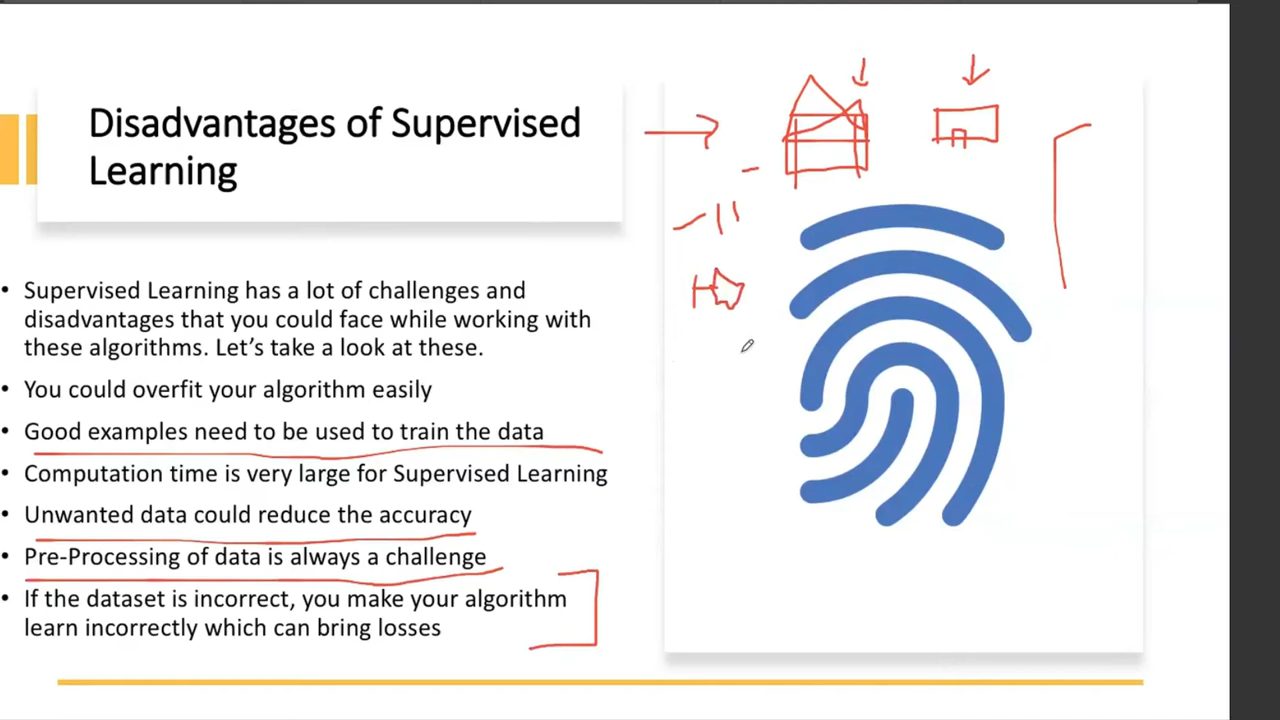 Disadvantages of Supervised
Learning
• Supervised Learning has a lot of challenges and
disadvantages that you could face while working with
these algorithms. Let’s take a look at these.
• You could overfit your algorithm easily
• Good examples need to be used to train the data
• Computation time is very large for Supervised Learning
• Unwanted data could reduce the accuracy
• Pre-Processing of data is always a challenge
• If the dataset is incorrect, you make your algorithm
learn incorrectly which can bring losses